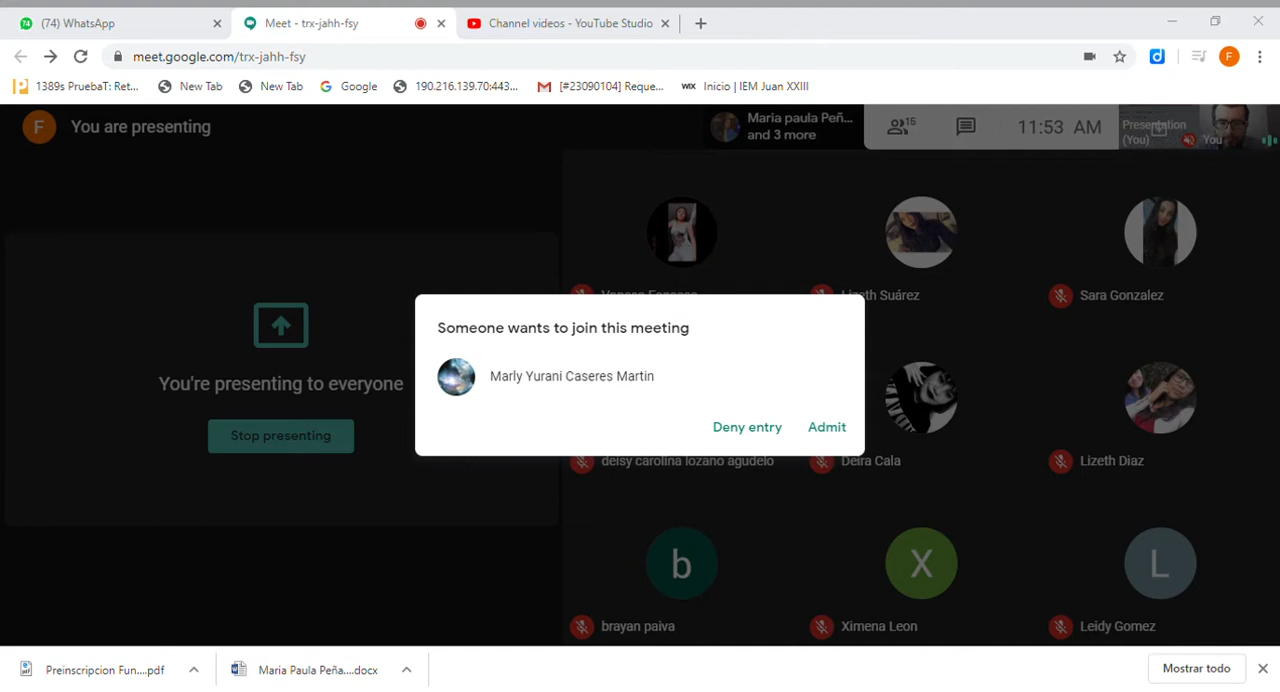 74 (74) WhatsApp
Meet - trx-jahh-fsy
Channel videos - YouTube Studio
meet.google.com/trx-jahh-fsy
F
1389s PruebaT: Ret...
New Tab
New Tab
Google
190.216.139.70:443...
[#23090104] Reque...
WIX Inicio | IEM Juan XXIII
F You are presenting
Maria paula Peñ...
and 3 more
15
11:53 AM
Presentation
(You)
You
Lizeth Suárez
Sara Gonzalez
Someone wants to join this meeting
Marly Yurani Caseres Martin
Deny entry
Admit
You're presenting to everyone
Stop presenting
deisy carolina lozano agudelo
Deira Cala
Lizeth Diaz
b
X
L
brayan paiva
Ximena Leon
Leidy Gomez
Preinscripcion Fun....pdf
Maria Paula Peña....docx
Mostrar todo